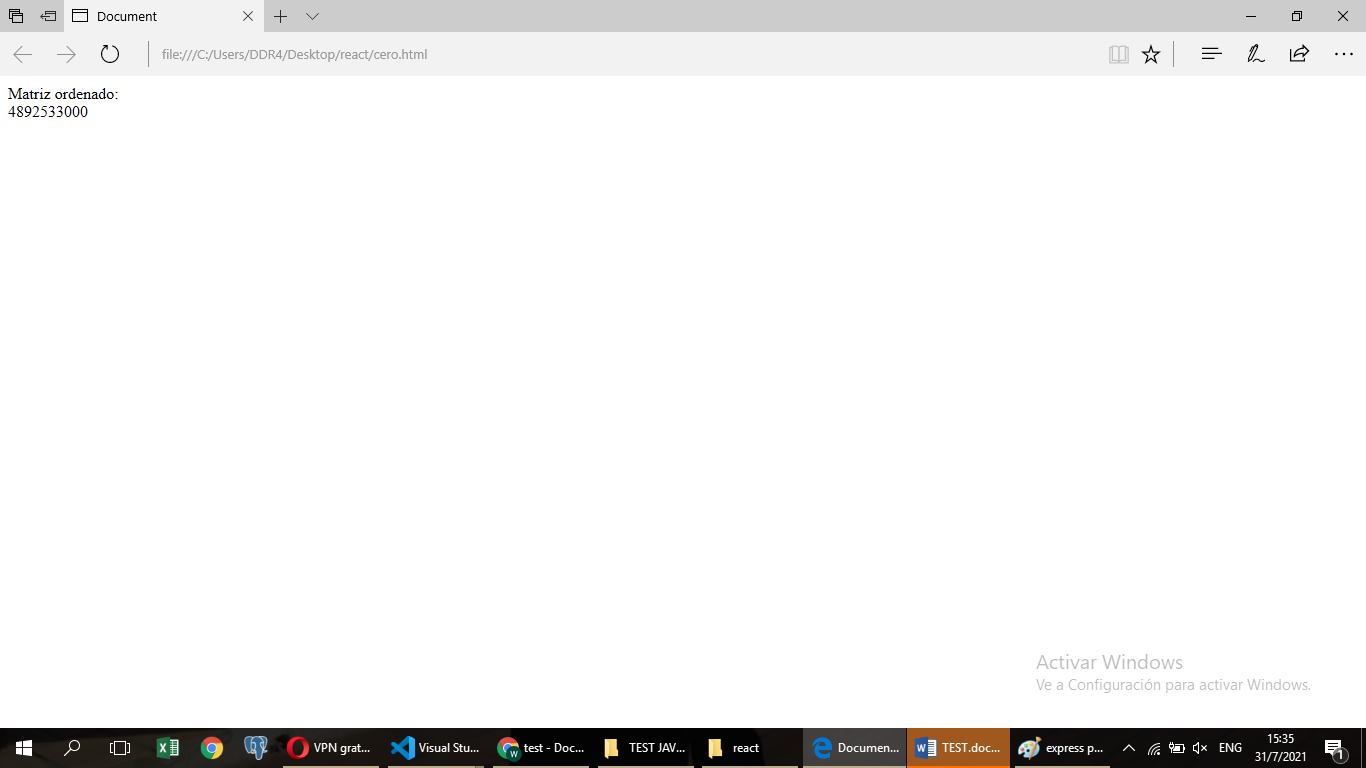 Document
file:///C:/Users/DDR4/Desktop/react/cero.html
Matriz ordenado:
4892533000
Activar Windows
Ve a Configuración para activar Windows.
VPN grat...
Visual Stu...
test - Doc...
TEST JAV...
react
Documen...
TEST.doc...
express p...
ENG
15:35
31/7/2021
1